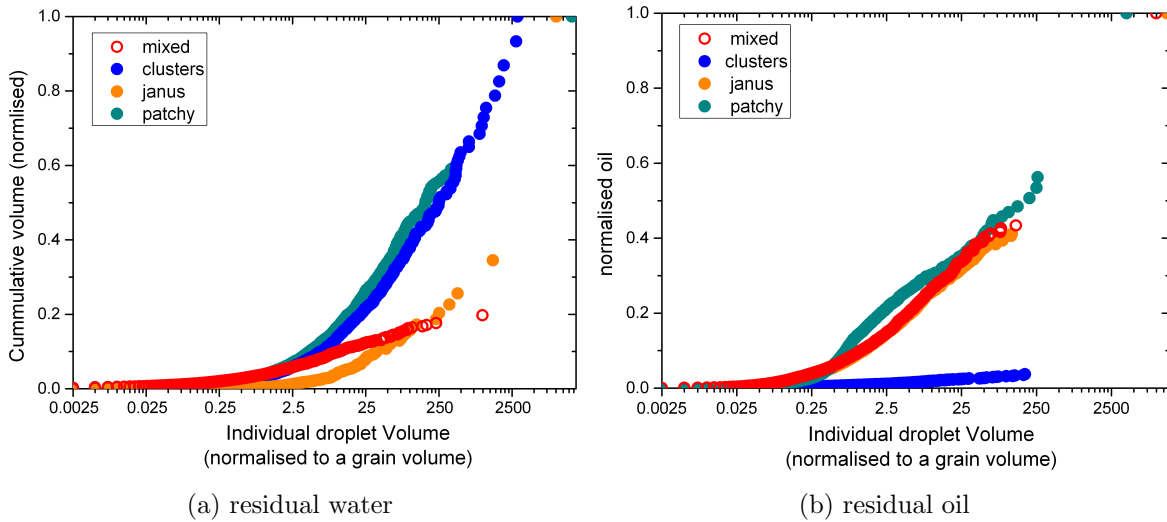 mixed
clusters
janus
patchy
Cummulative volume (normlised)
1.0
0.8
0.6
0.4
0.2
0.0
0.0025 0.025 0.25 2.5 25 250 2500
Individual droplet Volume
(normalised to a grain volume)
(a) residual water
mixed
clusters
janus
patchy
normalised oil
1.0
0.8
0.6
0.4
0.2
0.0
0.0025 0.025 0.25 2.5 25 250 2500
Individual droplet Volume
(normalised to a grain volume)
(b) residual oil